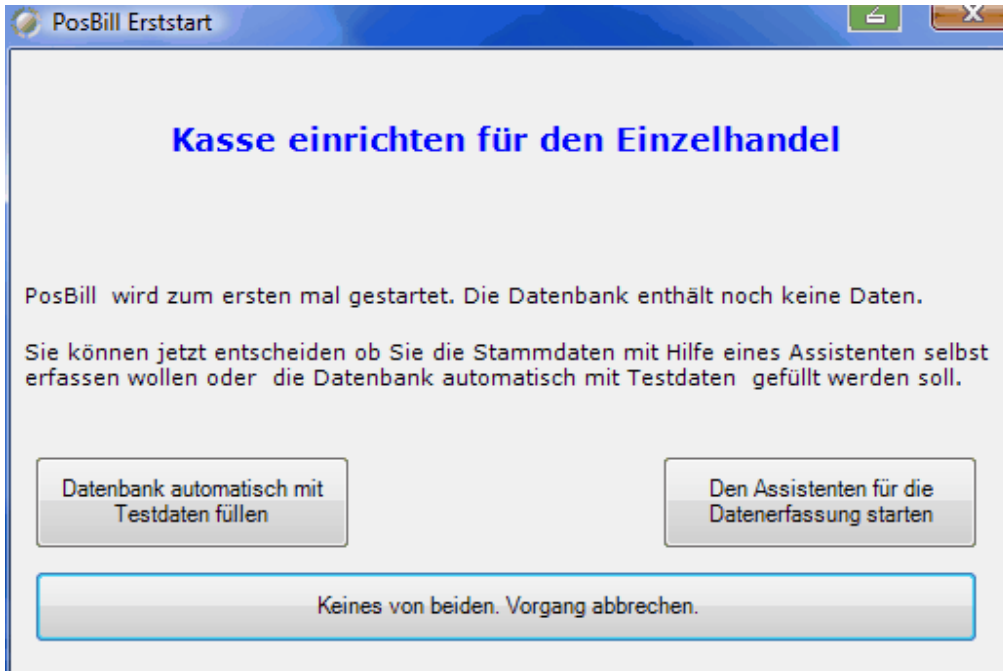 PosBill Erststart
Kasse einrichten für den Einzelhandel
PosBill wird zum ersten mal gestartet. Die Datenbank enthält noch keine Daten.
Sie können jetzt entscheiden ob Sie die Stammdaten mit Hilfe eines Assistenten selbst
erfassen wollen oder die Datenbank automatisch mit Testdaten gefüllt werden soll.
Datenbank automatisch mit
Testdaten füllen
Den Assistenten für die
Datenerfassung starten
Keines von beiden. Vorgang abbrechen.